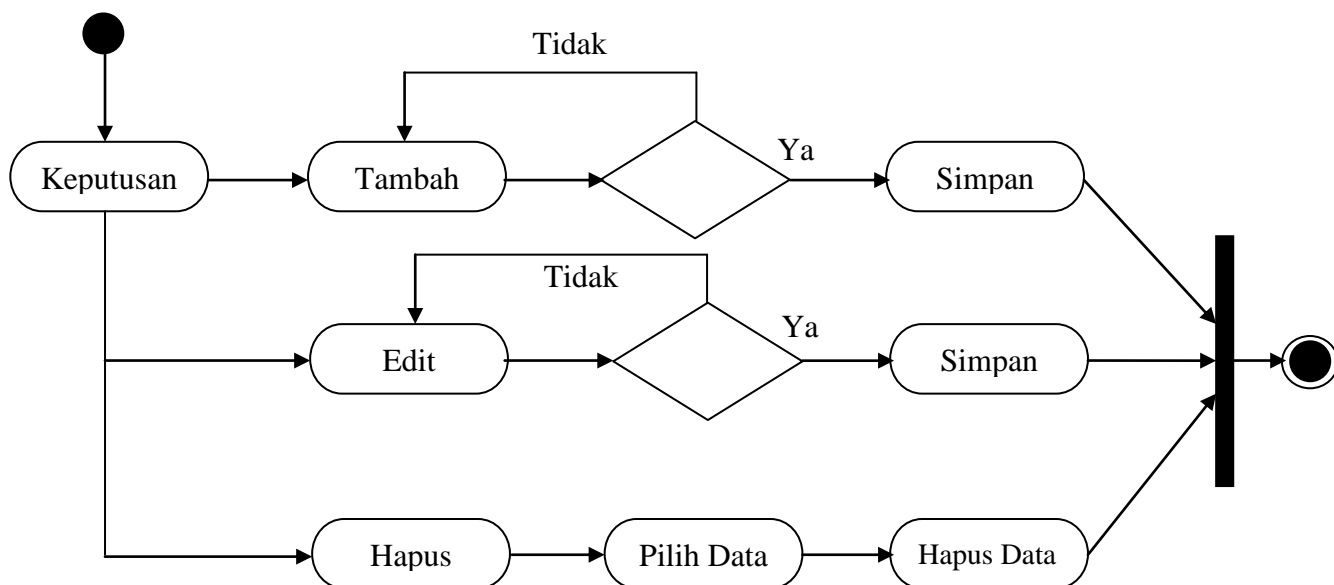 Tidak
Keputusan
Tambah
Ya
Simpan
Tidak
Edit
Ya
Simpan
Hapus
Pilih Data
Hapus Data